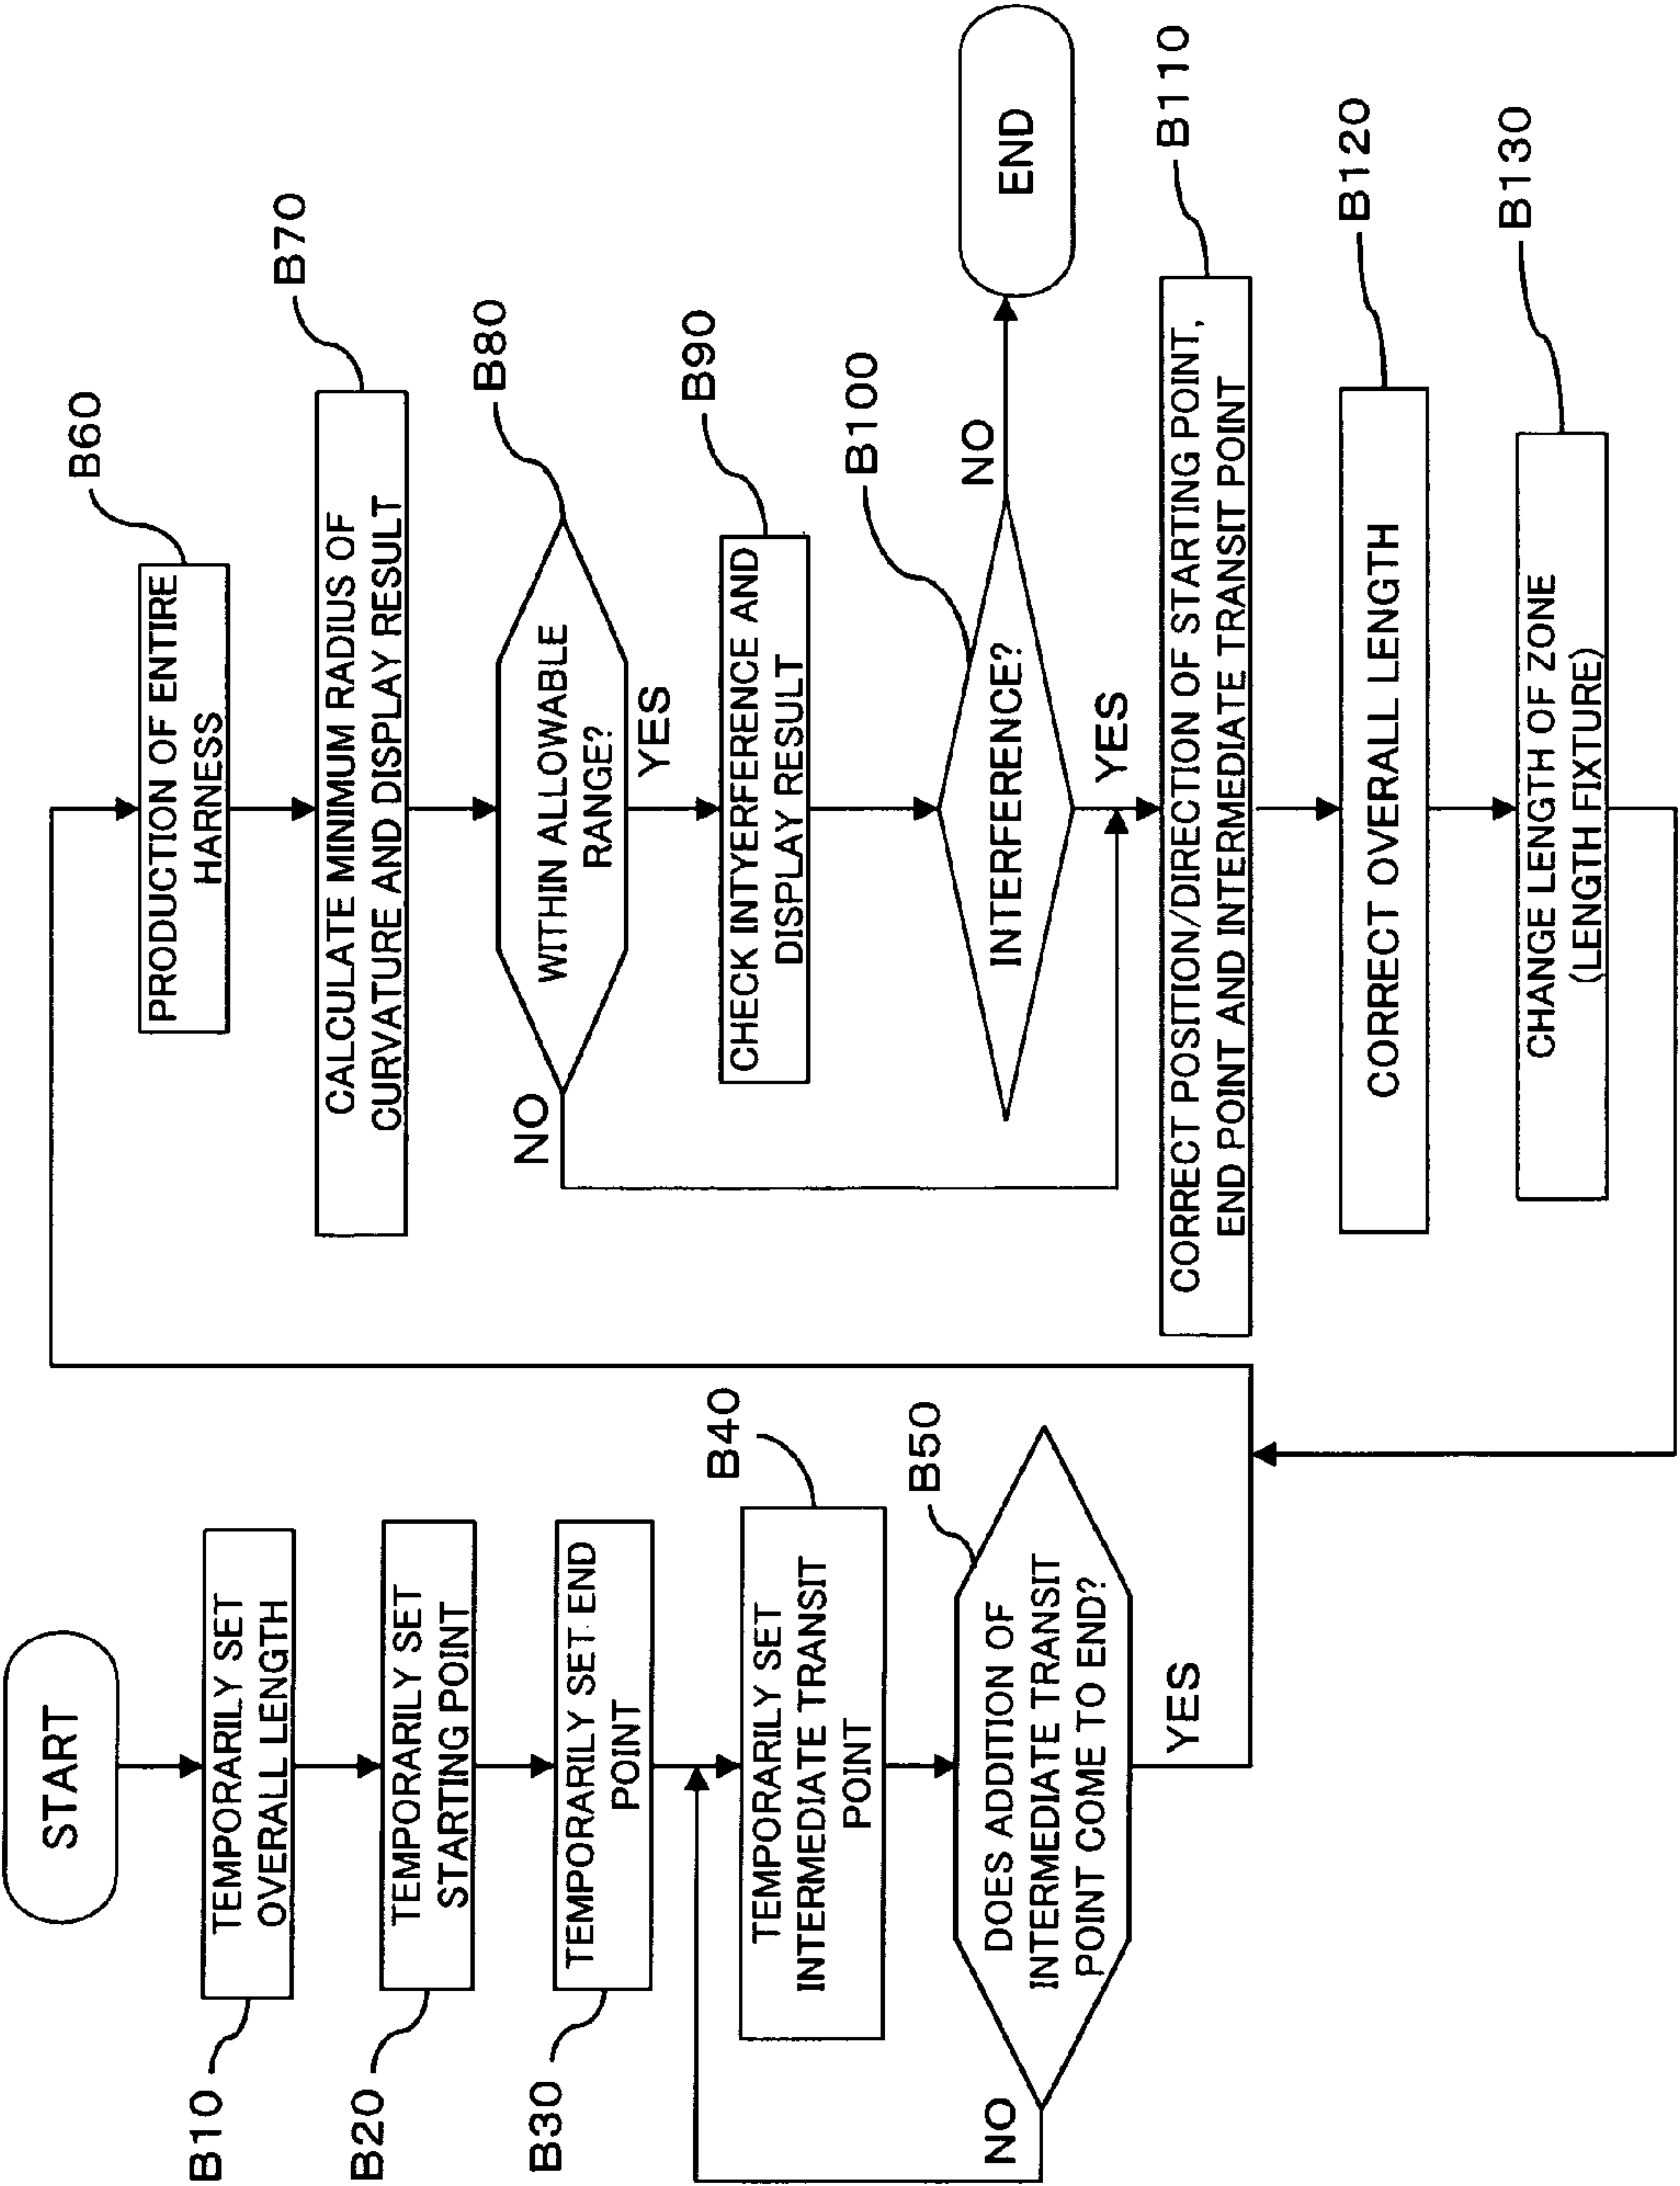 START
B10
TEMPORARILY SET
OVERALL LENGTH
B20
TEMPORARILY SET
STARTING POINT
B30
TEMPORARILY SET END
POINT
B40
TEMPORARILY SET
INTERMEDIATE TRANSIT
POINT
B50
DOES ADDITION OF
INTERMEDIATE TRANSIT
POINT COME TO END?
NO
YES
B60
PRODUCTION OF ENTIRE
HARNESS
B70
CALCULATE MINIMUM RADIUS OF
CURVATURE AND DISPLAY RESULT
B80
WITHIN ALLOWABLE
RANGE?
NO
YES
B90
CHECK INTYERFERENCE AND
DISPLAY RESULT
B100
INTERFERENCE?
NO
END
YES
B110
CORRECT POSITION/DIRECTION OF STARTING POINT,
END POINT AND INTERMEDIATE TRANSIT POINT
B120
CORRECT OVERALL LENGTH
B130
CHANGE LENGTH OF ZONE
(LENGTH FIXTURE)